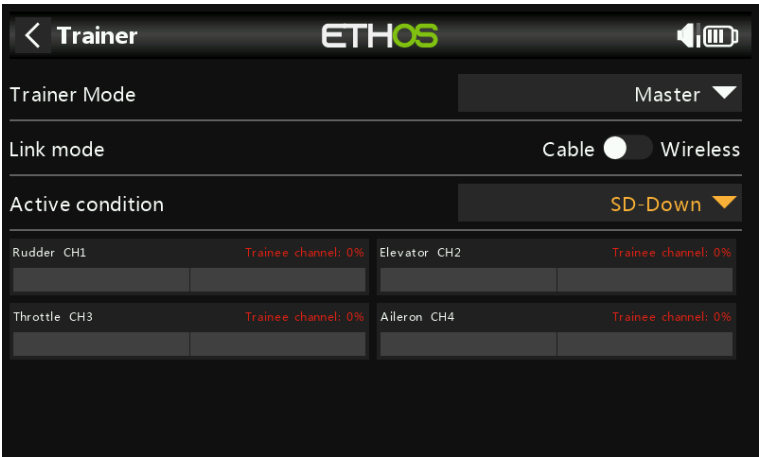 Trainer ETHOS
Trainer Mode Master
Link mode Cable Wireless
Active condition SD-Down
Rudder CH1 Trainee channel: 0% Elevator CH2 Trainee channel: 0%
Throttle CH3 Trainee channel: 0% Aileron CH4 Trainee channel: 0%